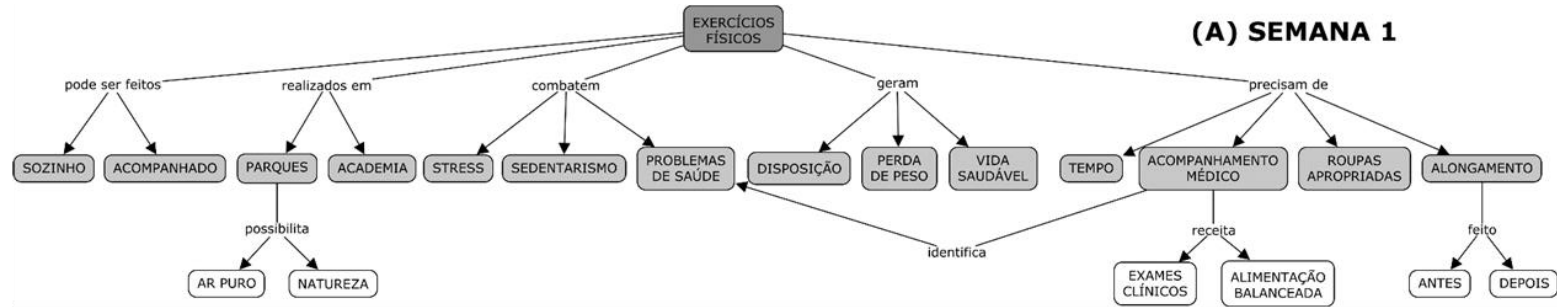 EXERCÍCIOS
FÍSICOS
(A) SEMANA 1
pode ser feitos
realizados em
combatem
geram
precisam de
SOZINHO
ACOMPANHADO
PARQUES
ACADEMIA
STRESS
SEDENTARISMO
PROBLEMAS
DE SAÚDE
DISPOSIÇÃO
PERDA
DE PESO
VIDA
SAUDÁVEL
TEMPO
ACOMPANHAMENTO
MÉDICO
ROUPAS
APROPRIADAS
ALONGAMENTO
possibilita
identifica
receita
feito
AR PURO
NATUREZA
EXAMES
CLÍNICOS
ALIMENTAÇÃO
BALANCEADA
ANTES
DEPOIS